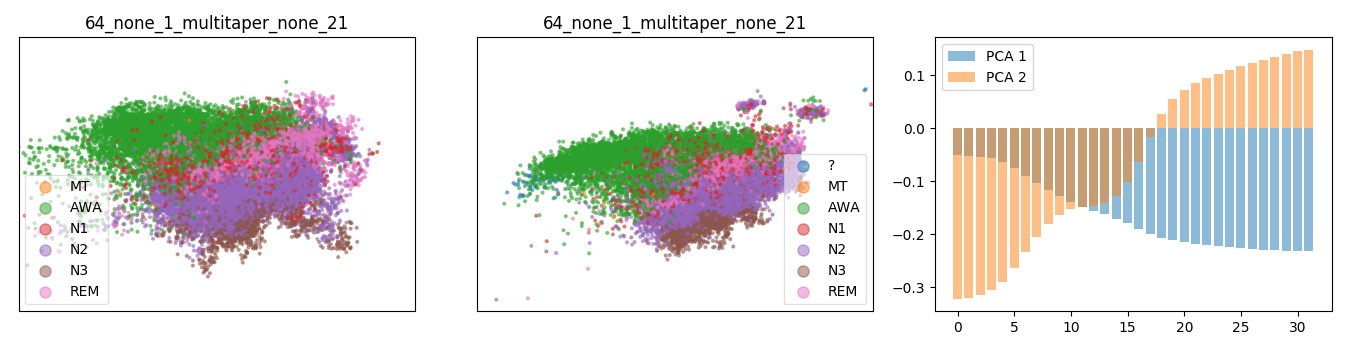 64_none_1_multitaper_none_21
MT
AWA
N1
N2
N3
REM
64_none_1_multitaper_none_21
?
MT
AWA
N1
N2
N3
REM
PCA 1
PCA 2
0.1
0.0
−0.1
−0.2
−0.3
0 5 10 15 20 25 30